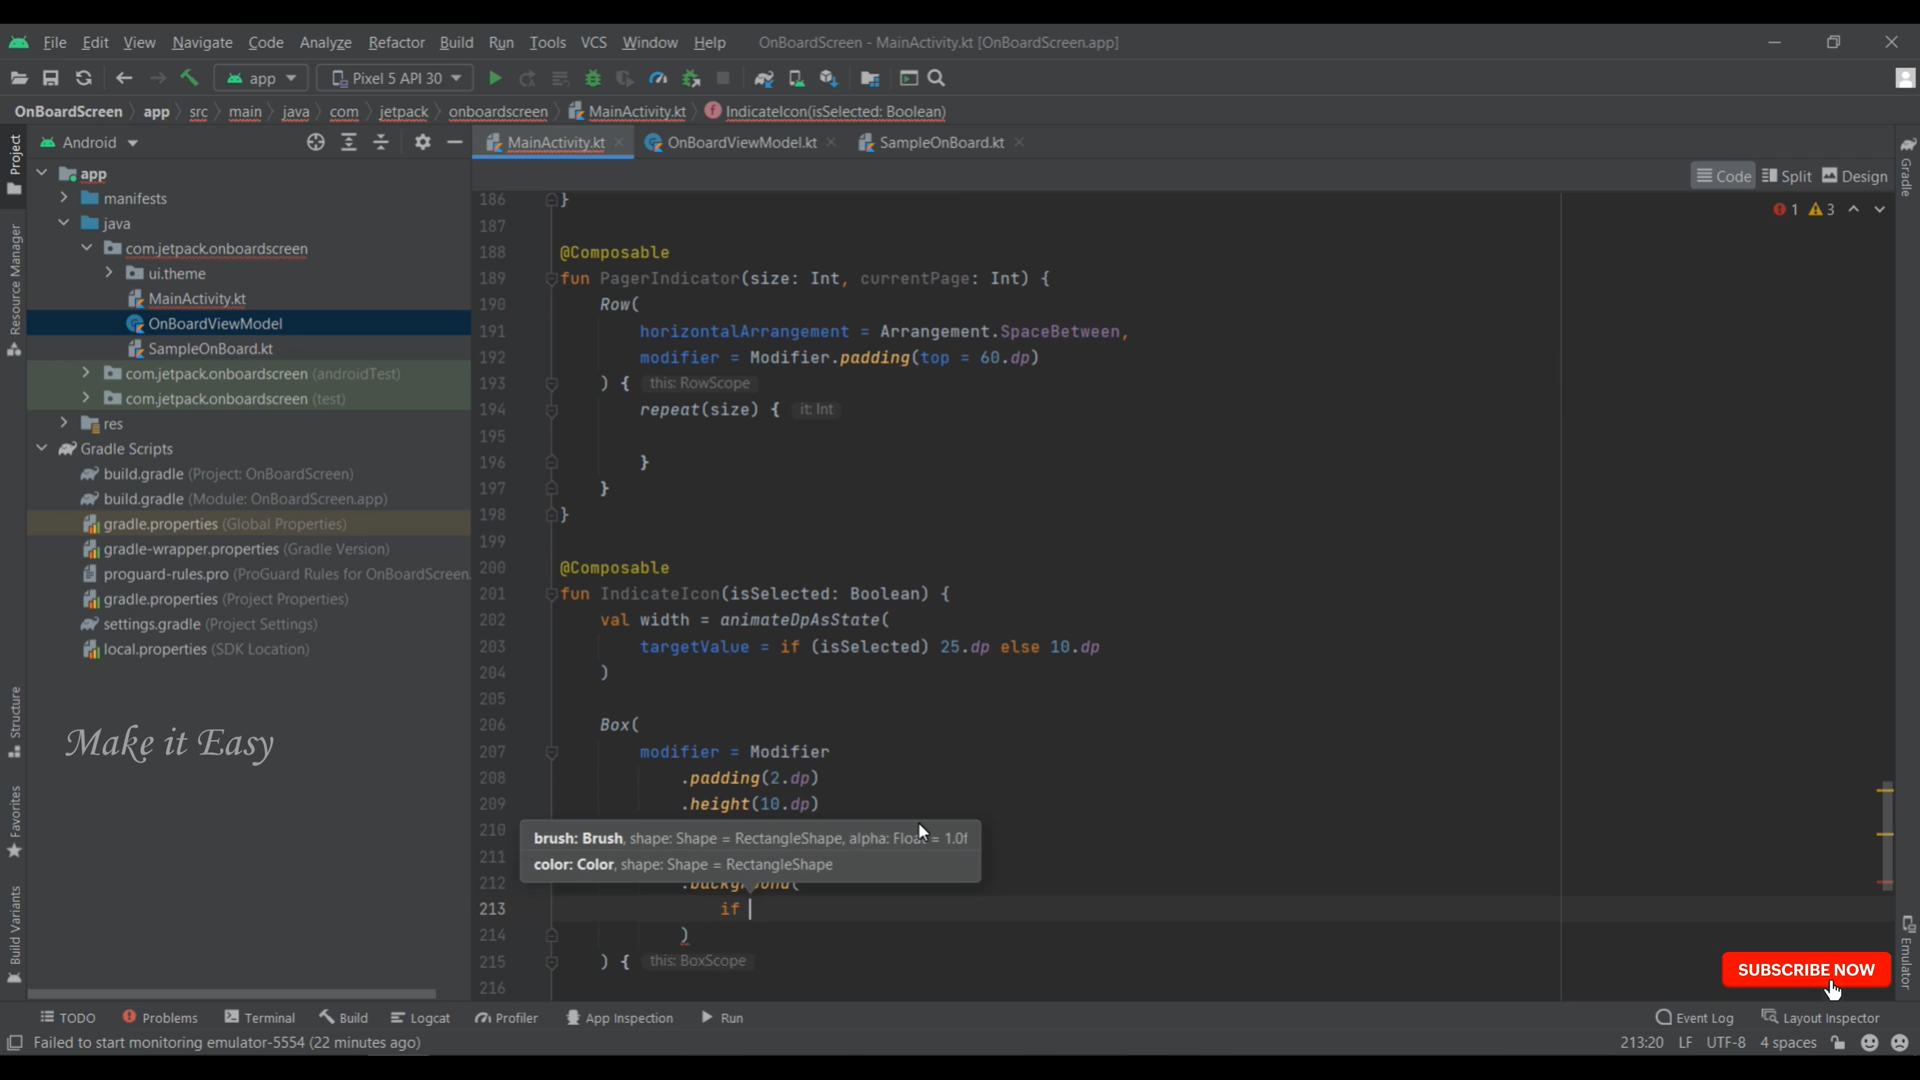 File Edit View Navigate Code Analyze Refactor Build Run Tools VCS Window Help OnBoardScreen - MainActivity.kt [OnBoardScreen.app]
app Pixel 5 API 30
OnBoardScreen app src main java com jetpack onboardscreen MainActivity.kt IndicateIcon(isSelected: Boolean)
Project
Resource Manager
Structure
Favorites
Build Variants
Android
app
manifests
java
com.jetpack.onboardscreen
ui.theme
MainActivity.kt
OnBoardViewModel
SampleOnBoard.kt
com.jetpack.onboardscreen (androidTest)
com.jetpack.onboardscreen (test)
res
Gradle Scripts
build.gradle (Project: OnBoardScreen)
build.gradle (Module: OnBoardScreen.app)
gradle.properties (Global Properties)
gradle-wrapper.properties (Gradle Version)
proguard-rules.pro (ProGuard Rules for OnBoardScreen.
gradle.properties (Project Properties)
settings.gradle (Project Settings)
local.properties (SDK Location)
Make it Easy
MainActivity.kt OnBoardViewModel.kt SampleOnBoard.kt
Code Split Design
1 3
186 }
187
188 @Composable
189 fun PagerIndicator(size: Int, currentPage: Int) {
190 Row(
191 horizontalArrangement = Arrangement.SpaceBetween,
192 modifier = Modifier.padding(top = 60.dp)
193 ) { this: RowScope
194 repeat(size) { it: Int
195
196 }
197 }
198 }
199
200 @Composable
201 fun IndicateIcon(isSelected: Boolean) {
202 val width = animateDpAsState(
203 targetValue = if (isSelected) 25.dp else 10.dp
204 )
205
206 Box(
207 modifier = Modifier
208 .padding(2.dp)
209 .height(10.dp)
210
brush: Brush, shape: Shape = RectangleShape, alpha: Float = 1.0f
211
color: Color, shape: Shape = RectangleShape
212 .background(
213 if
214 )
215 ) { this: BoxScope
216
Gradle
Emulator
SUBSCRIBE NOW
TODO Problems Terminal Build Logcat Profiler App Inspection Run Event Log Layout Inspector
Failed to start monitoring emulator-5554 (22 minutes ago) 213:20 LF UTF-8 4 spaces